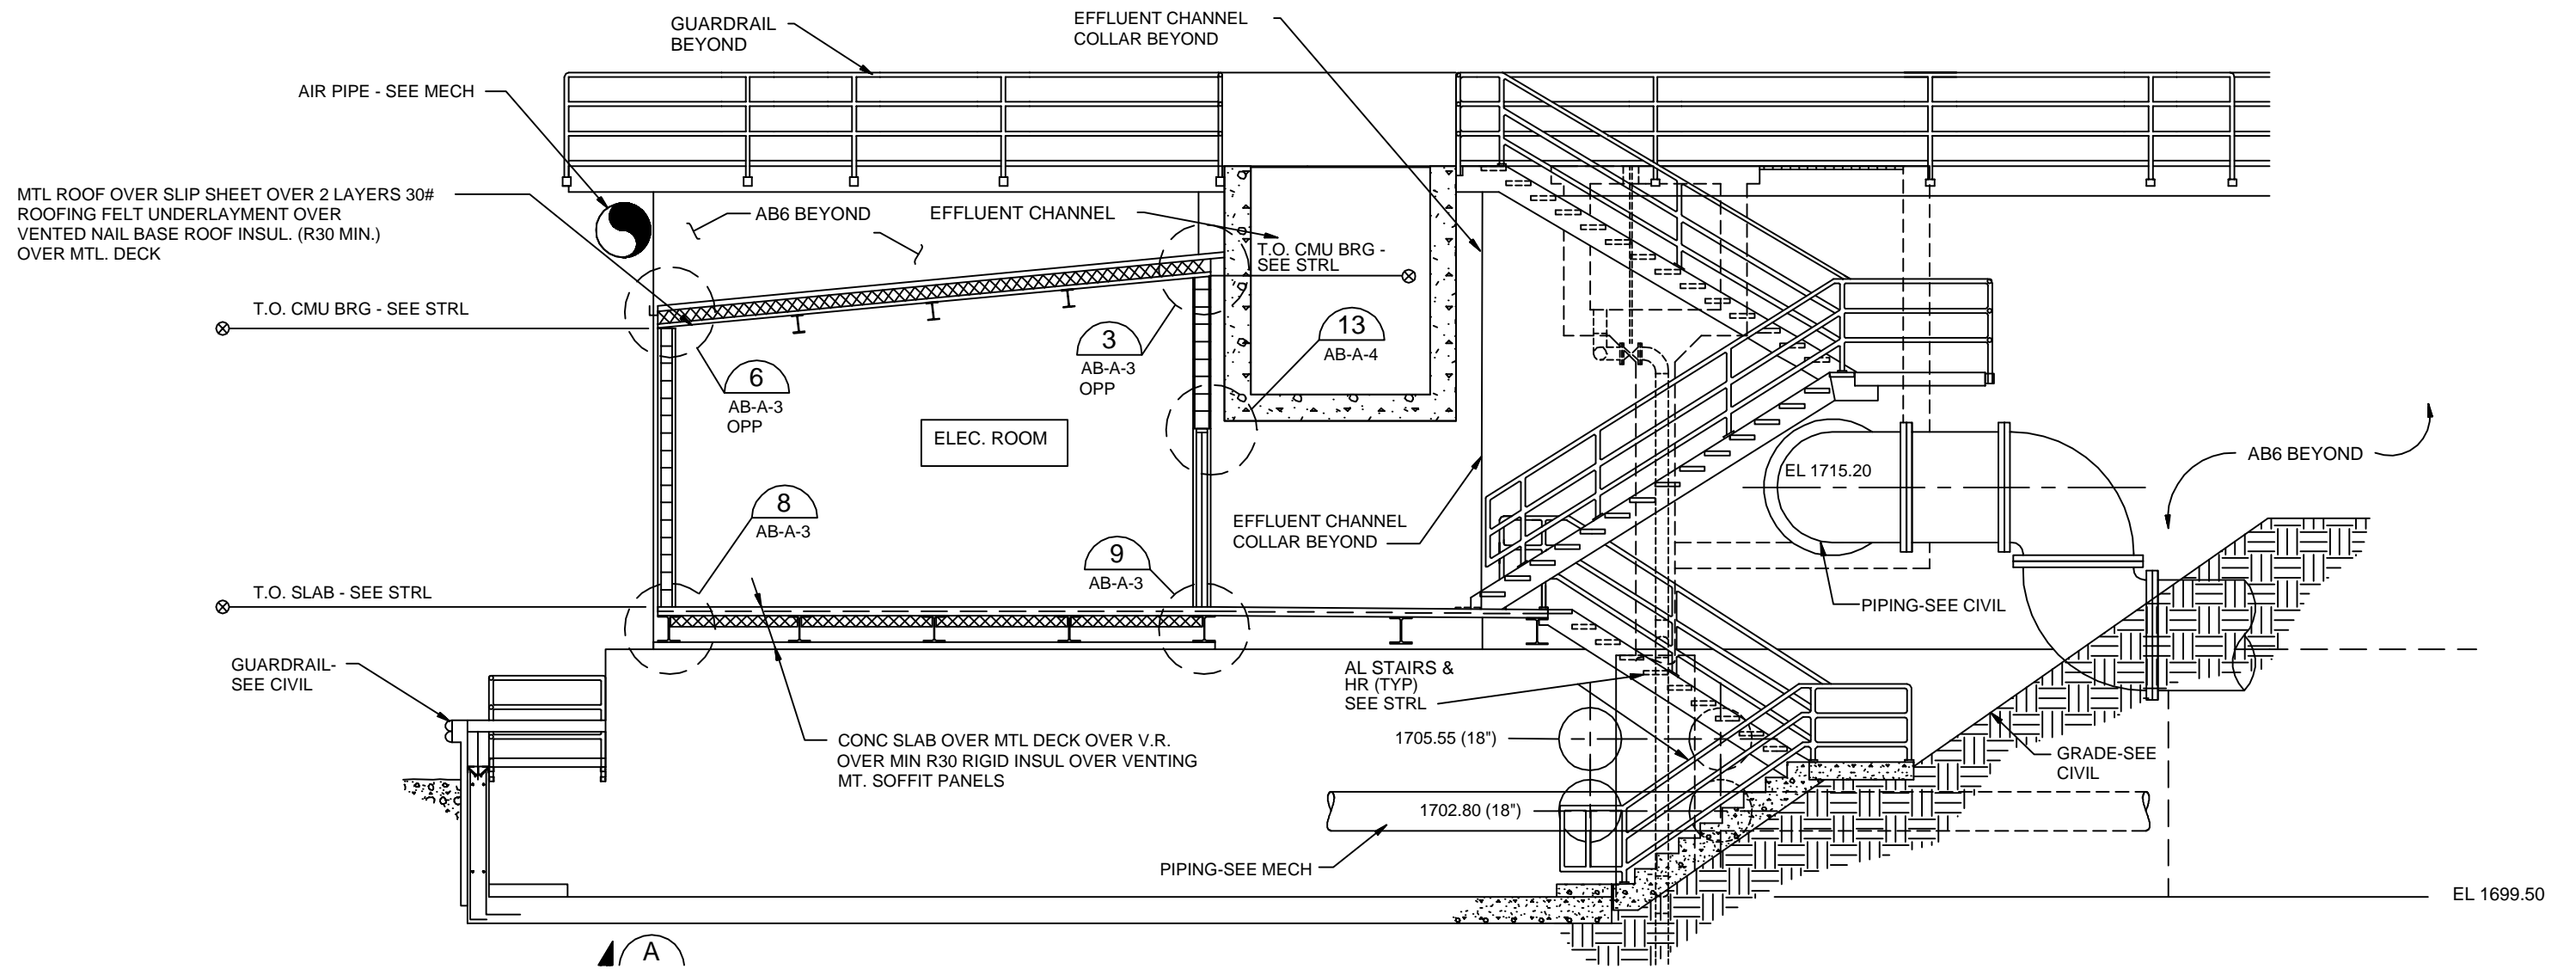 GUARDRAIL
BEYOND
EFFLUENT CHANNEL
COLLAR BEYOND
AIR PIPE - SEE MECH
MTL ROOF OVER SLIP SHEET OVER 2 LAYERS 30#
ROOFING FELT UNDERLAYMENT OVER
VENTED NAIL BASE ROOF INSUL. (R30 MIN.)
OVER MTL. DECK
AB6 BEYOND
EFFLUENT CHANNEL
T.O. CMU BRG -
SEE STRL
T.O. CMU BRG - SEE STRL
3
AB-A-3
OPP
13
AB-A-4
6
AB-A-3
OPP
ELEC. ROOM
AB6 BEYOND
EL 1715.20
8
AB-A-3
EFFLUENT CHANNEL
COLLAR BEYOND
9
AB-A-3
T.O. SLAB - SEE STRL
PIPING-SEE CIVIL
GUARDRAIL-
SEE CIVIL
AL STAIRS &
HR (TYP)
SEE STRL
CONC SLAB OVER MTL DECK OVER V.R.
OVER MIN R30 RIGID INSUL OVER VENTING
MT. SOFFIT PANELS
1705.55 (18")
GRADE-SEE
CIVIL
1702.80 (18")
PIPING-SEE MECH
EL 1699.50
A